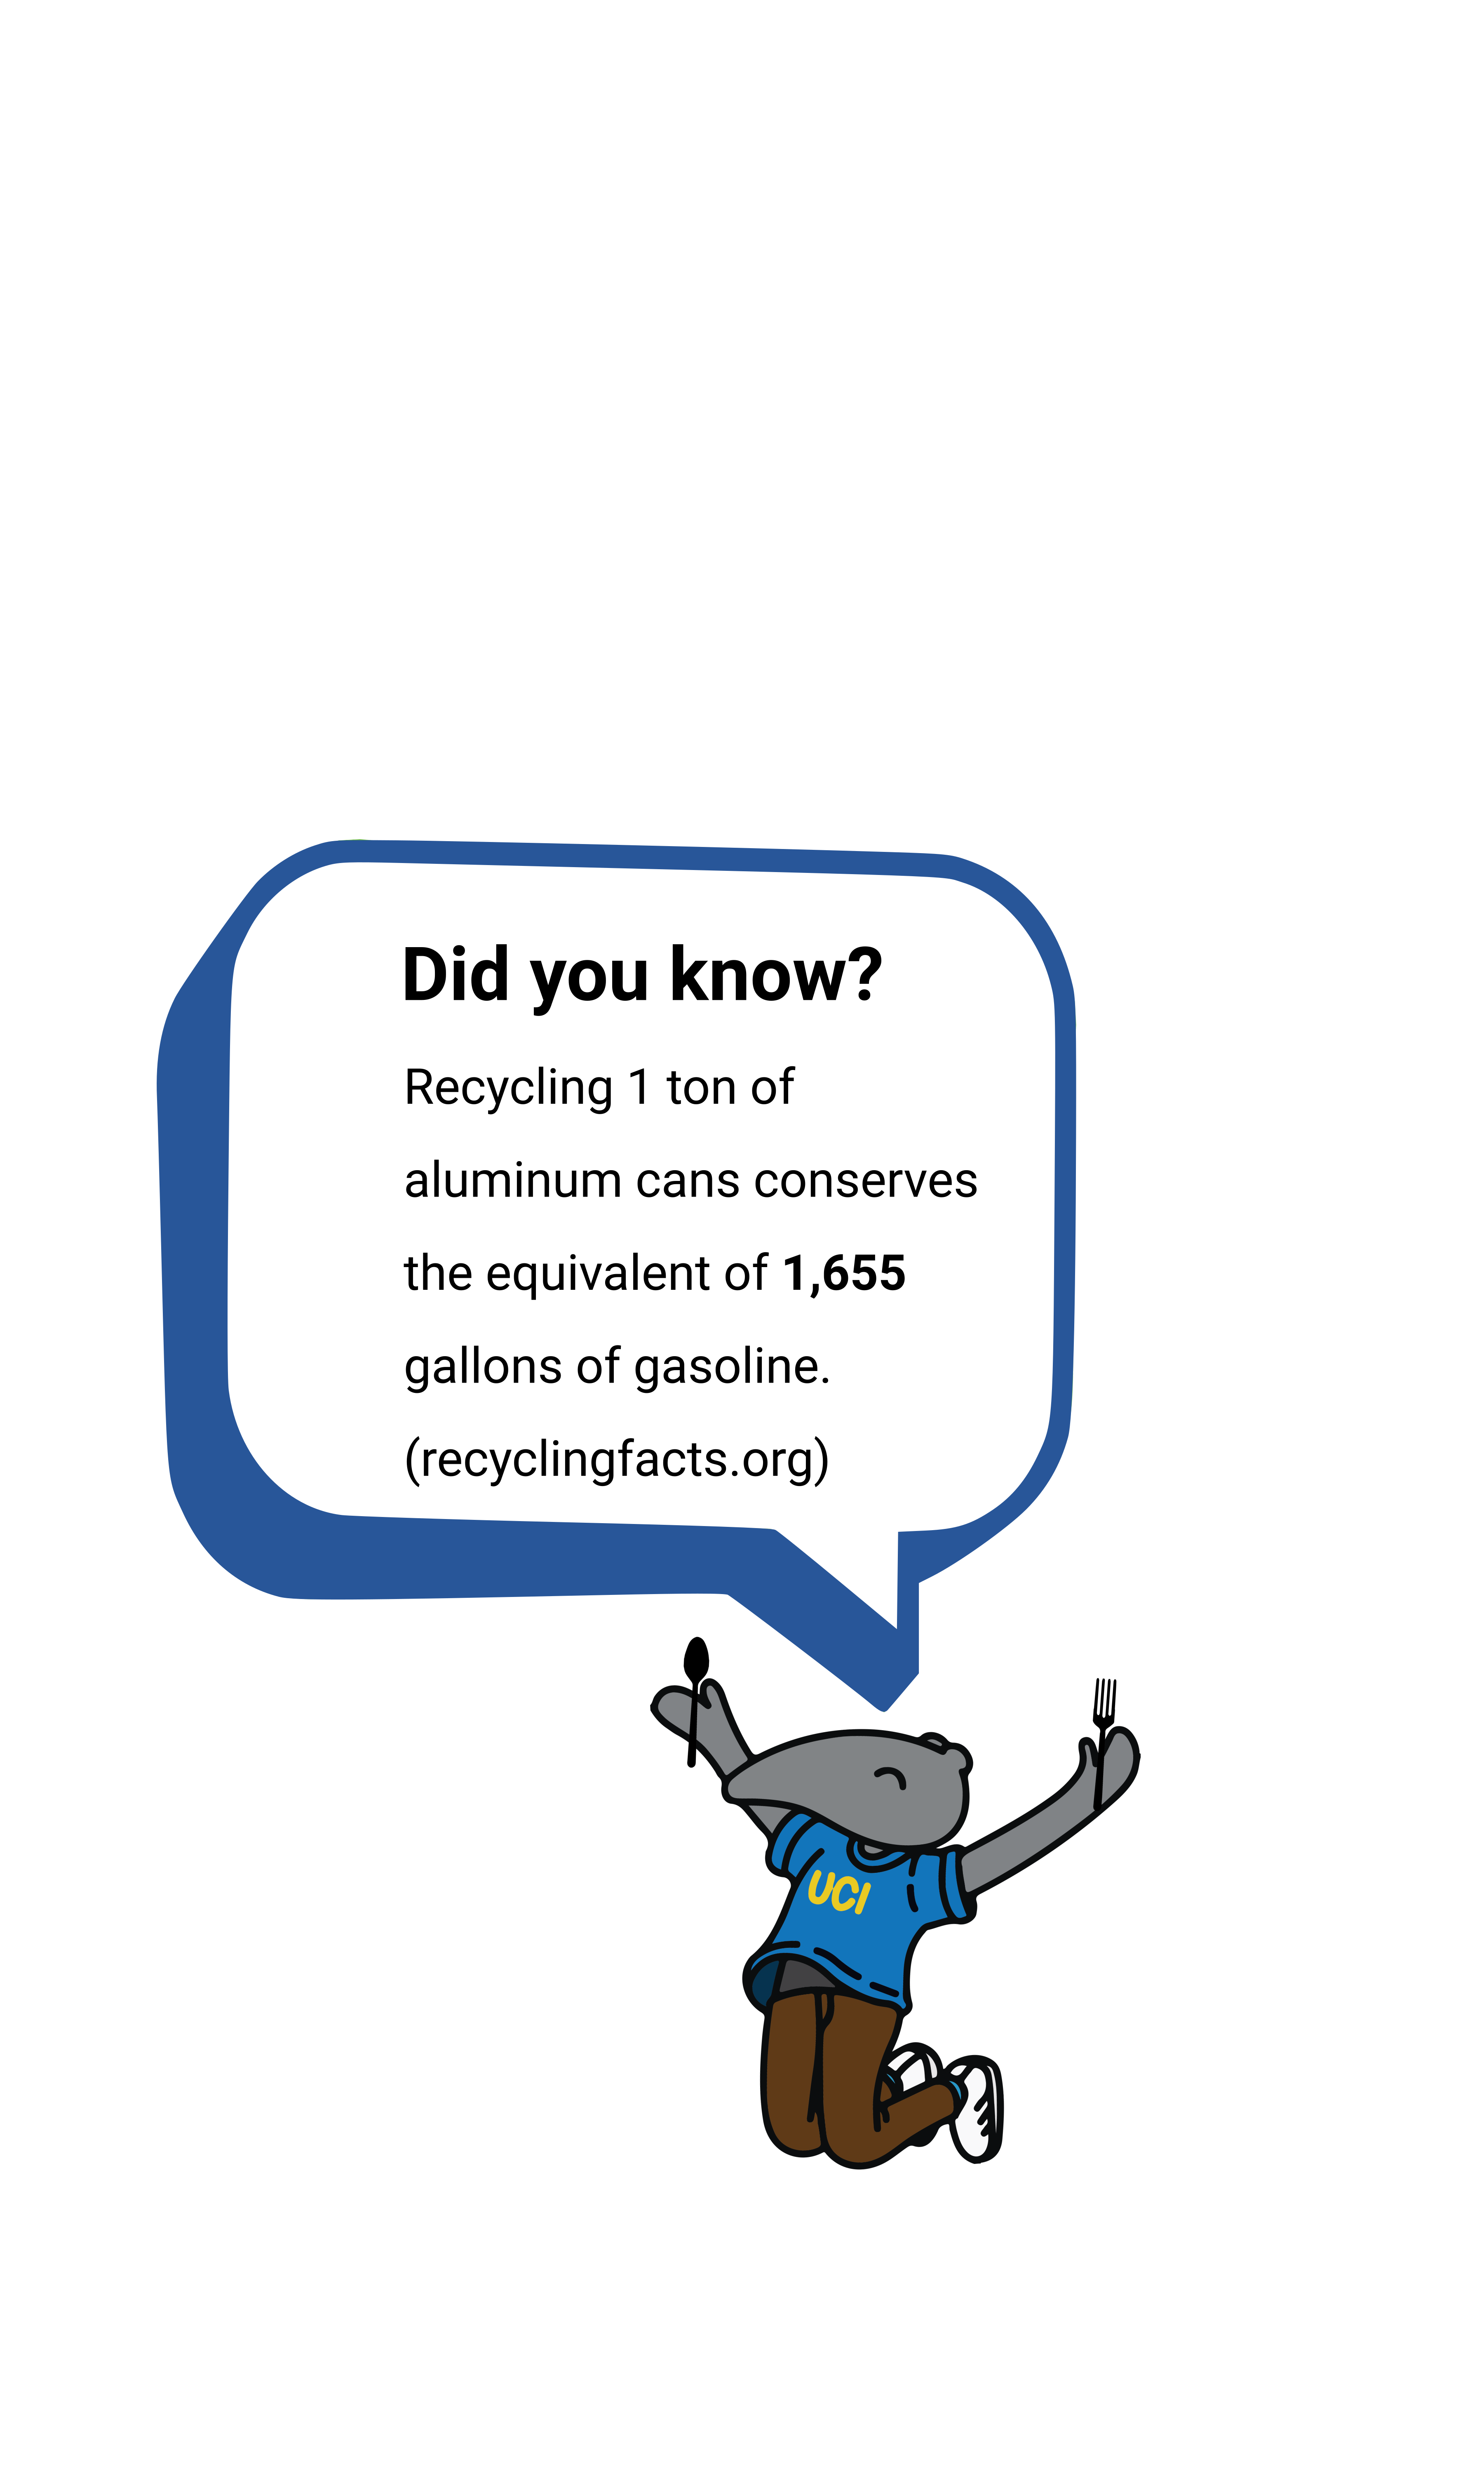 Did you know?
Recycling 1 ton of
aluminum cans conserves
the equivalent of 1,655
gallons of gasoline.
(recyclingfacts.org)
UCI